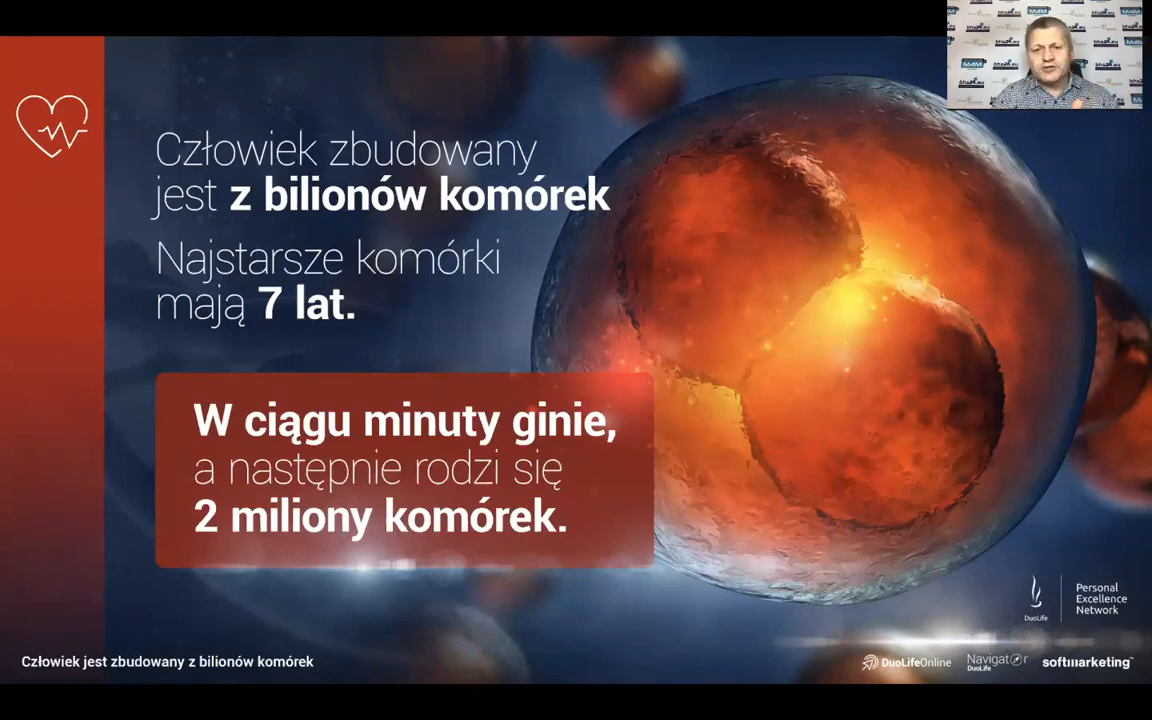 Człowiek zbudowany
jest z bilionów komórek
Najstarsze komórki
mają 7 lat.
W ciągu minuty ginie,
a następnie rodzi się
2 miliony komórek.
DuoLife
Personal
Excellence
Network
Człowiek jest zbudowany z bilionów komórek
DuoLifeOnline
Navigator
DuoLife
softmarketing